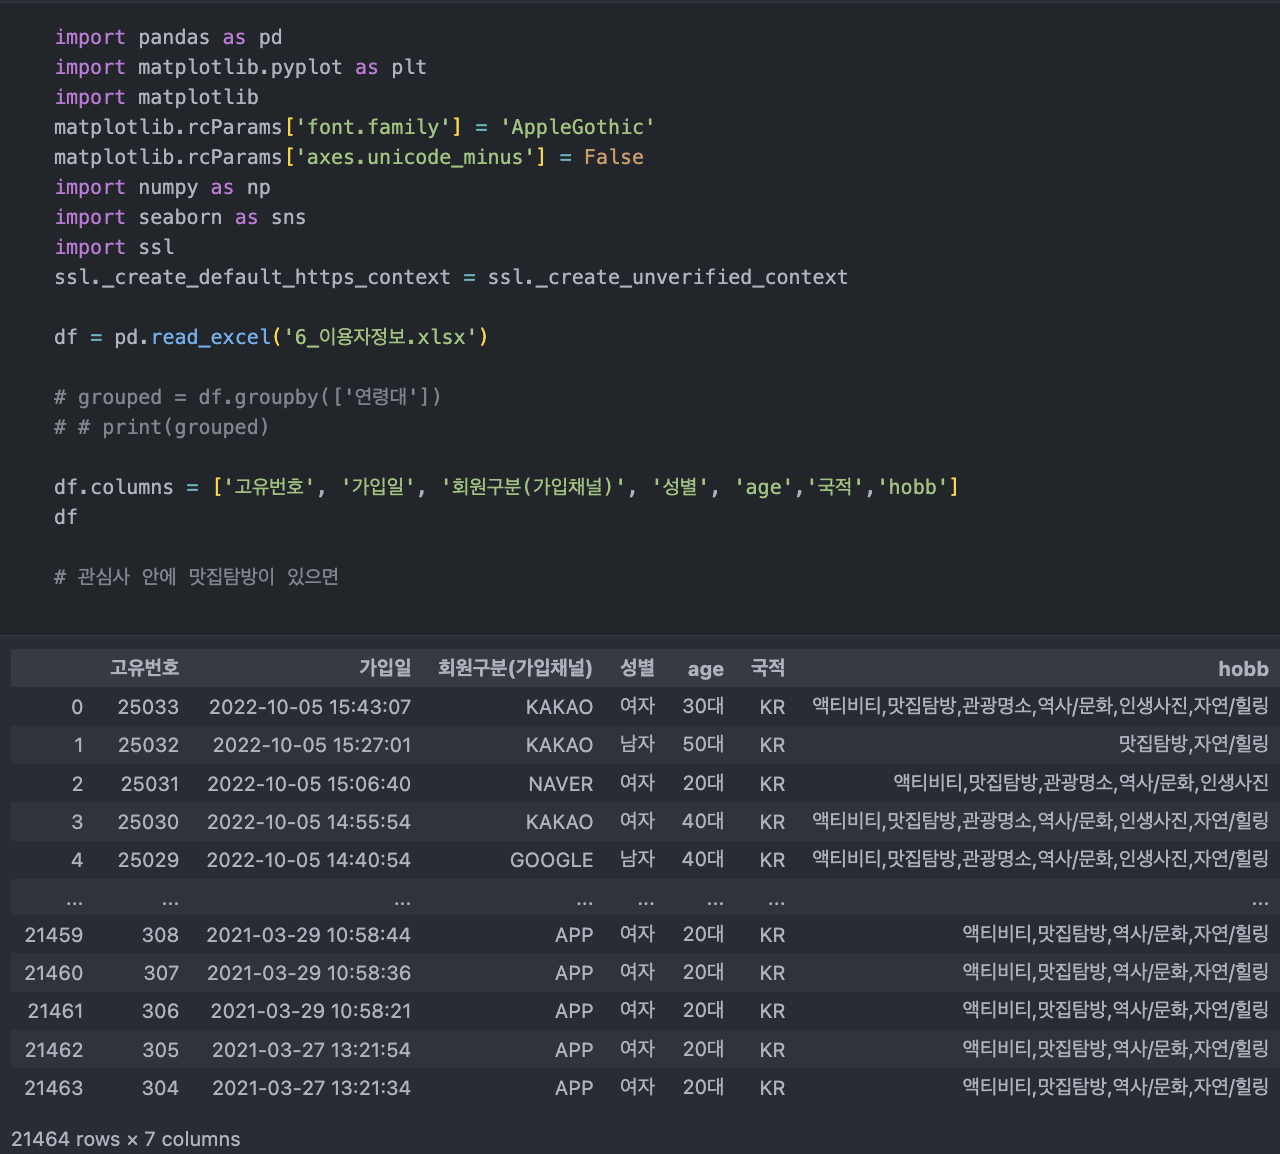 import pandas as pd
import matplotlib.pyplot as plt
import matplotlib
matplotlib.rcParams['font.family'] = 'AppleGothic'
matplotlib.rcParams['axes.unicode_minus'] = False
import numpy as np
import seaborn as sns
import ssl
ssl._create_default_https_context = ssl._create_unverified_context
df = pd.read_excel('6_이용자정보.xlsx')
# grouped = df.groupby(['연령대'])
# # print(grouped)
df.columns = ['고유번호', '가입일', '회원구분(가입채널)', '성별', 'age','국적','hobb']
df
# 관심사 안에 맛집탐방이 있으면
고유번호 가입일 회원구분(가입채널) 성별 age 국적 hobb
0 25033 2022-10-05 15:43:07 KAKAO 여자 30대 KR 액티비티,맛집탐방,관광명소,역사/문화,인생사진,자연/힐링
1 25032 2022-10-05 15:27:01 KAKAO 남자 50대 KR 맛집탐방,자연/힐링
2 25031 2022-10-05 15:06:40 NAVER 여자 20대 KR 액티비티,맛집탐방,관광명소,역사/문화,인생사진
3 25030 2022-10-05 14:55:54 KAKAO 여자 40대 KR 액티비티,맛집탐방,관광명소,역사/문화,인생사진,자연/힐링
4 25029 2022-10-05 14:40:54 GOOGLE 남자 40대 KR 액티비티,맛집탐방,관광명소,역사/문화,인생사진,자연/힐링
... ... ... ... ... ... ... ...
21459 308 2021-03-29 10:58:44 APP 여자 20대 KR 액티비티,맛집탐방,역사/문화,자연/힐링
21460 307 2021-03-29 10:58:36 APP 여자 20대 KR 액티비티,맛집탐방,역사/문화,자연/힐링
21461 306 2021-03-29 10:58:21 APP 여자 20대 KR 액티비티,맛집탐방,역사/문화,자연/힐링
21462 305 2021-03-27 13:21:54 APP 여자 20대 KR 액티비티,맛집탐방,역사/문화,자연/힐링
21463 304 2021-03-27 13:21:34 APP 여자 20대 KR 액티비티,맛집탐방,역사/문화,자연/힐링
21464 rows × 7 columns